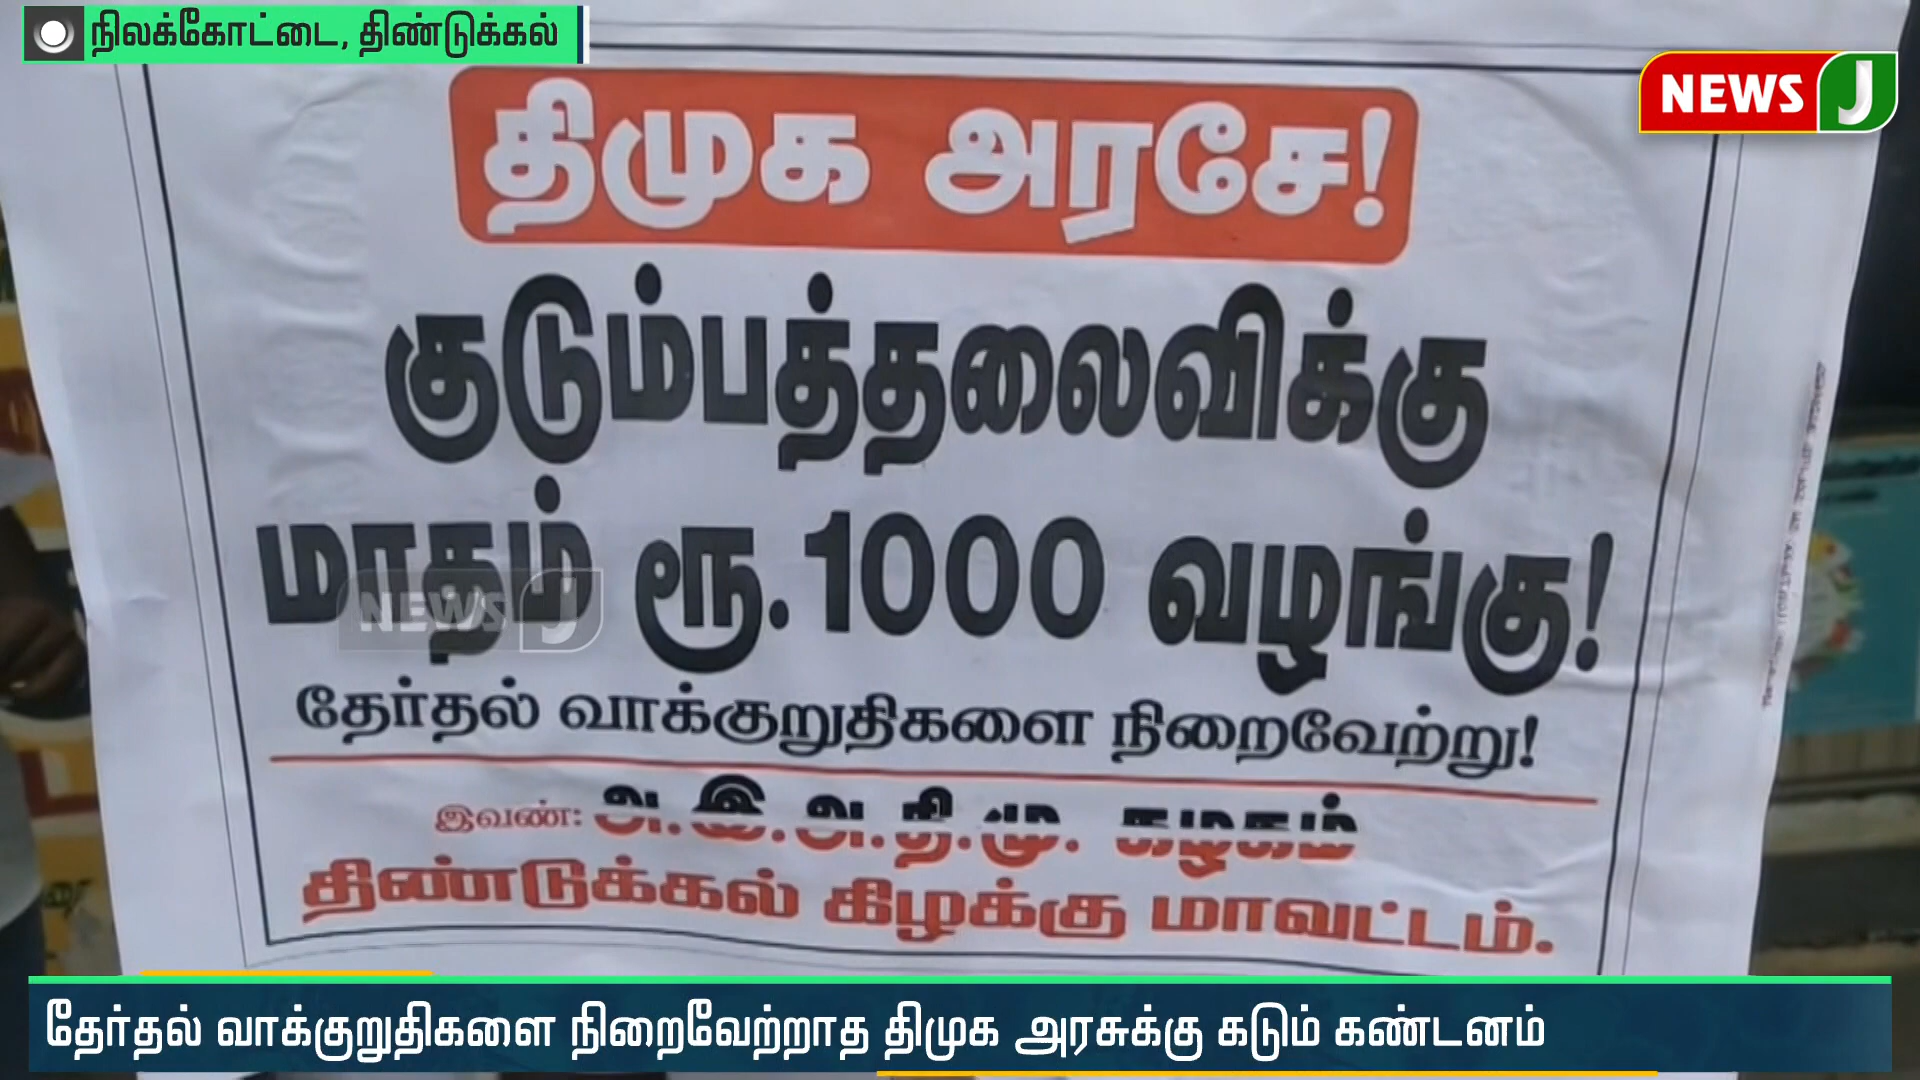 நிலக்கோட்டை, திண்டுக்கல்
NEWS J
திமுக அரசே!
குடும்பத்தலைவிக்கு
மாதம் ரூ.1000 வழங்கு!
NEWS J
தேர்தல் வாக்குறுதிகளை நிறைவேற்று!
இவண்: அ.இ.அ.தி.மு. கழகம்
திண்டுக்கல் கிழக்கு மாவட்டம்.
தேர்தல் வாக்குறுதிகளை நிறைவேற்றாத திமுக அரசுக்கு கடும் கண்டனம்